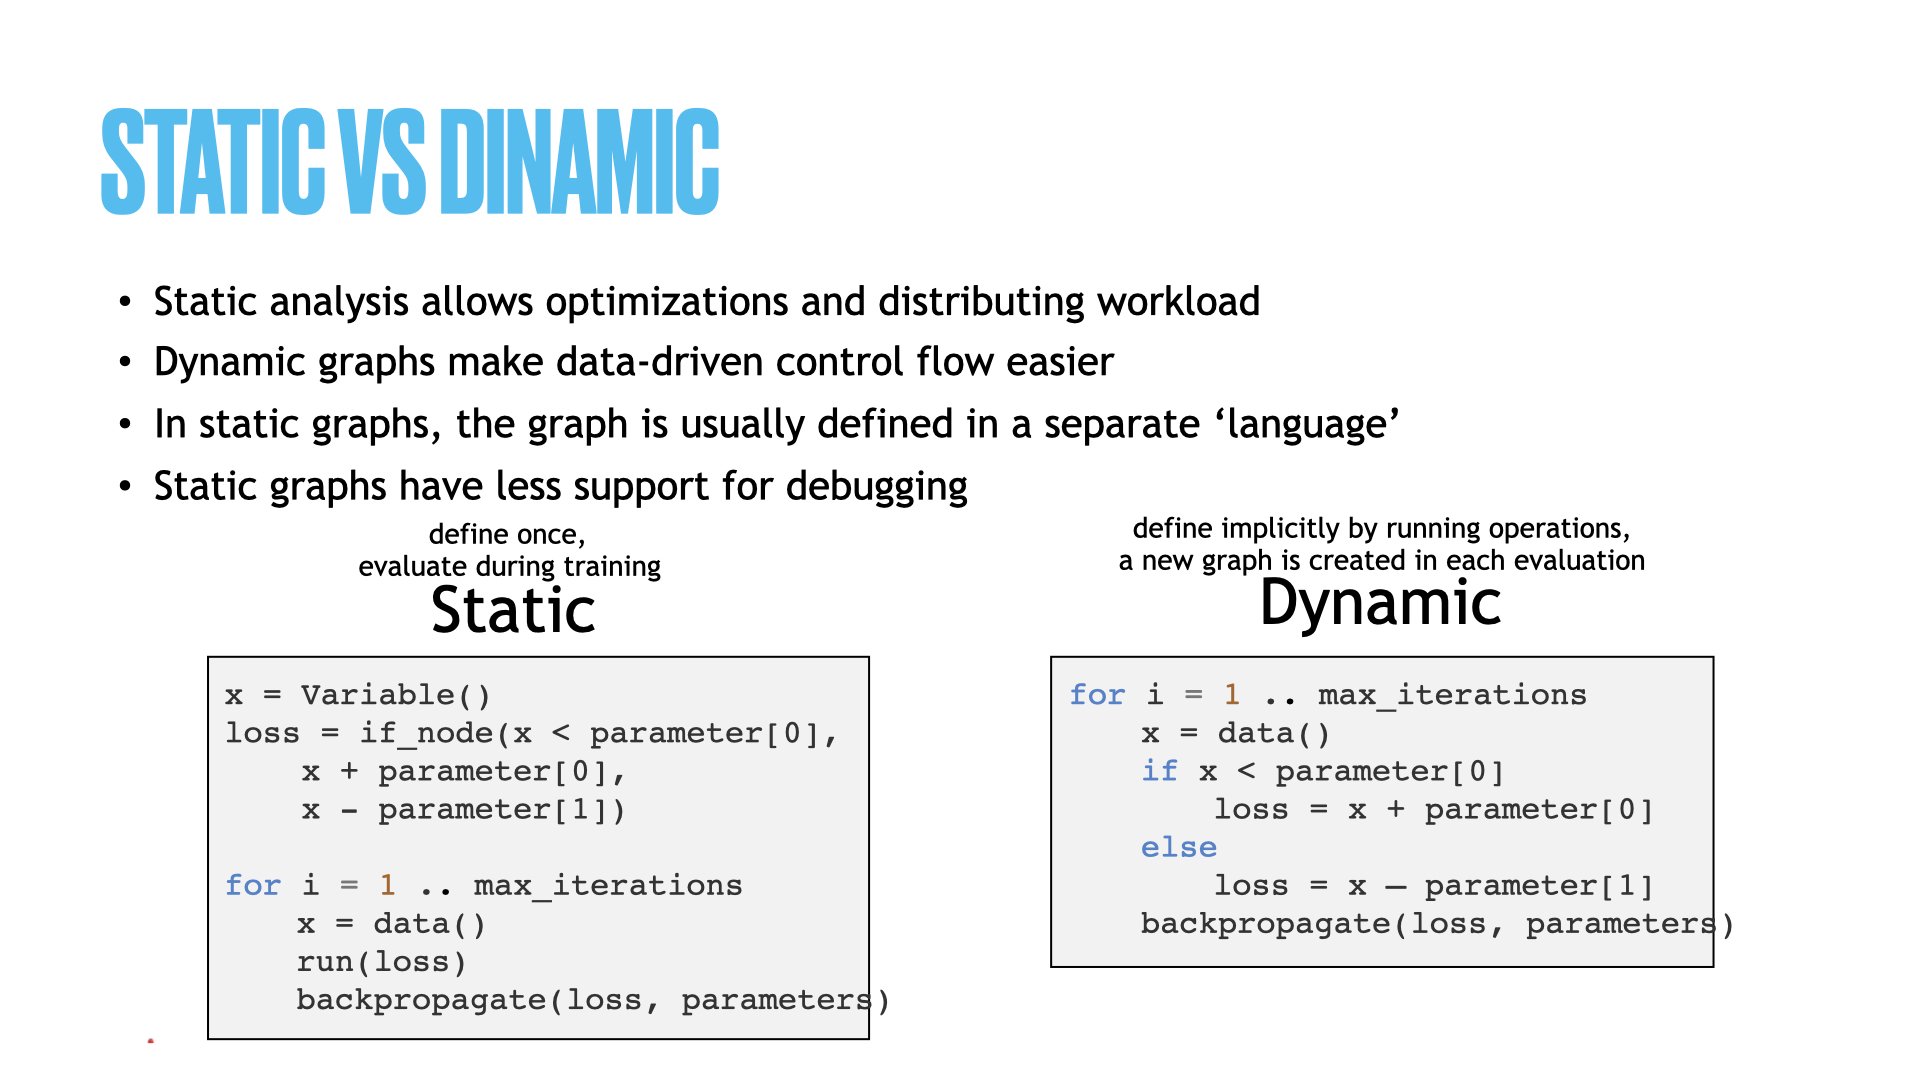 STATIC VS DINAMIC
• Static analysis allows optimizations and distributing workload
• Dynamic graphs make data-driven control flow easier
• In static graphs, the graph is usually defined in a separate ‘language’
• Static graphs have less support for debugging
define once,
evaluate during training
Static
x = Variable()
loss = if_node(x < parameter[0],
    x + parameter[0],
    x - parameter[1])
for i = 1 .. max_iterations
    x = data()
    run(loss)
    backpropagate(loss, parameters)
define implicitly by running operations,
a new graph is created in each evaluation
Dynamic
for i = 1 .. max_iterations
    x = data()
    if x < parameter[0]
        loss = x + parameter[0]
    else
        loss = x – parameter[1]
    backpropagate(loss, parameters)